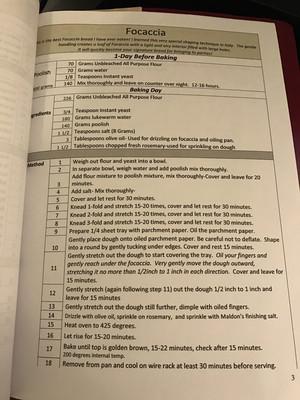 Focaccia
is the Best Focaccia Bread I have ever eaten! I learned this very special shaping technique in Italy. The gentle
handling creates a loaf of Focaccia with a light and airy interior filled with large holes.
It will quickly become your signature bread for bringing to parties!
1-Day Before Baking
70 Grams Unbleached All Purpose Flour
70 Grams water
Poolish 1/8 Teaspoons Instant yeast
140 Mix thoroughly and leave on counter over night. 12-16 hours.
grams
Baking Day
Grams Unbleached All Purpose Flour
3/4 Teaspoon Instant yeast
ngredients 180 Grams lukewarm water
140 Grams poolish
1 1/2 Teaspoons salt (8 Grams)
Tablespoons olive oil- Used for drizzling on focaccia and oiling pan.
1 1/2 Tablespoons chopped fresh rosemary-used for sprinkling on dough
Method 1 Weigh out flour and yeast into bowl.
2 In separate bowl, weigh water and add poolish mix thoroughly.
Add flour mixture to poolish mixture, mix thoroughly-Cover and leave for 20
3 minutes.
4 Add salt- Mix thoroughly-
5 Cover and let rest for 30 minutes.
6 Knead 1-fold and stretch 15-20 times, cover and let rest for 30 minutes.
7 Knead 2-fold and stretch 15-20 times, cover and let rest for 30 minutes.
8 Knead 3-fold and stretch 15-20 times, cover and let rest for 30 minutes.
9 Prepare 1/4 sheet tray with parchment paper. Oil the parchment paper.
Gently place dough onto oiled parchment paper. Be careful not to deflate. Shape
10 into a round by gently tucking under edges. Cover and rest 15 minutes.
Gently stretch out the dough to start covering the tray. Oil your fingers and
gently reach under the focaccia. Very gently move the dough outward,
11 stretching it no more than 1/2inch to 1 inch in each direction. Cover and leave for
15 minutes.
Gently stretch (again following step 11) out the dough 1/2 inch to 1 inch and
12 leave for 15 minutes
13 Gently stretch out the dough still further, dimple with oiled fingers.
14 Drizzle with olive oil, sprinkle on rosemary, and sprinkle with Maldon's finishing salt.
15 Heat oven to 425 degrees.
16 Let rise for 15-20 minutes.
17 Bake until top is golden brown, 15-22 minutes, check after 15 minutes.
200 degrees internal temp.
18 Remove from pan and cool on wire rack at least 30 minutes before serving.
3